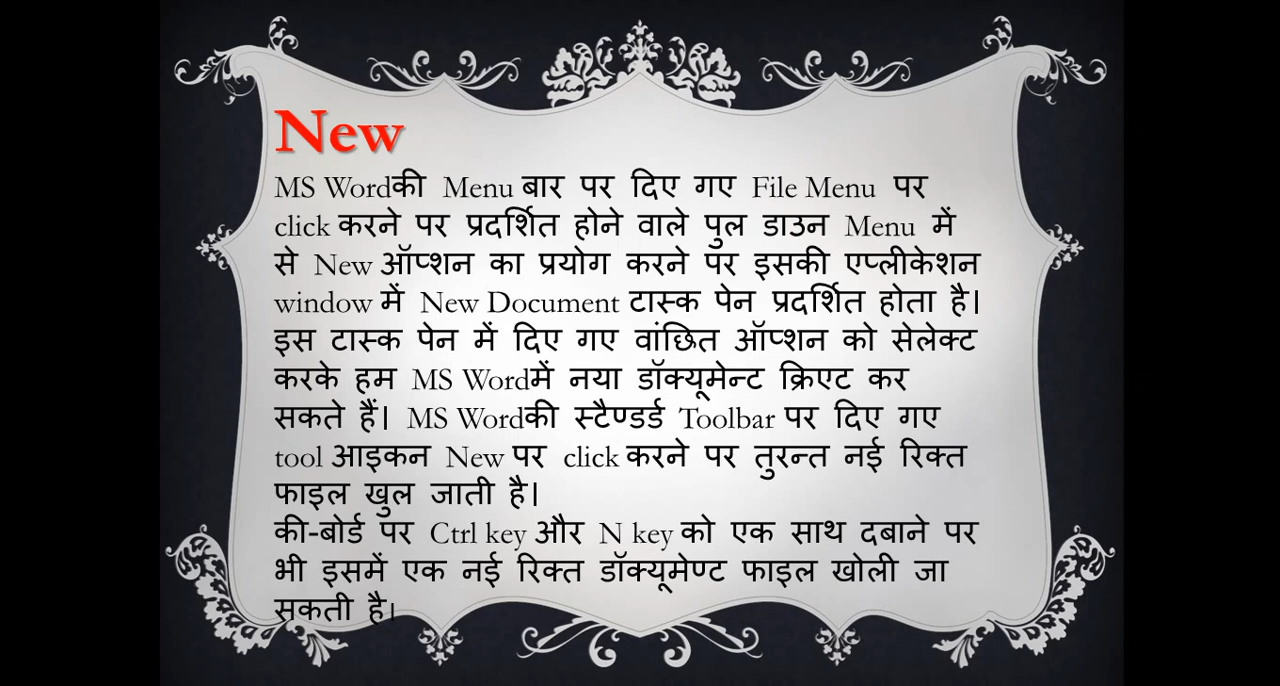 New
MS Wordकी Menu बार पर दिए गए File Menu पर
click करने पर प्रदर्शित होने वाले पुल डाउन Menu में
से New ऑप्शन का प्रयोग करने पर इसकी एप्लीकेशन
window में New Document टास्क पेन प्रदर्शित होता है।
इस टास्क पेन में दिए गए वांछित ऑप्शन को सेलेक्ट
करके हम MS Wordमें नया डॉक्यूमेन्ट क्रिएट कर
सकते हैं। MS Wordकी स्टैण्डर्ड Toolbar पर दिए गए
tool आइकन New पर click करने पर तुरन्त नई रिक्त
फाइल खुल जाती है।
की-बोर्ड पर Ctrl key और N key को एक साथ दबाने पर
भी इसमें एक नई रिक्त डॉक्यूमेण्ट फाइल खोली जा
सकती है।